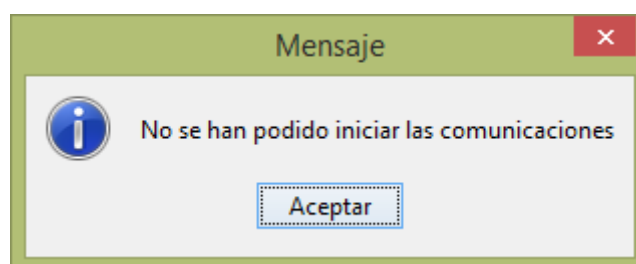 Mensaje
No se han podido iniciar las comunicaciones
Aceptar